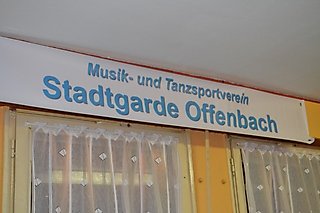 Musik- und Tanzsportverein
Stadtgarde Offenbach